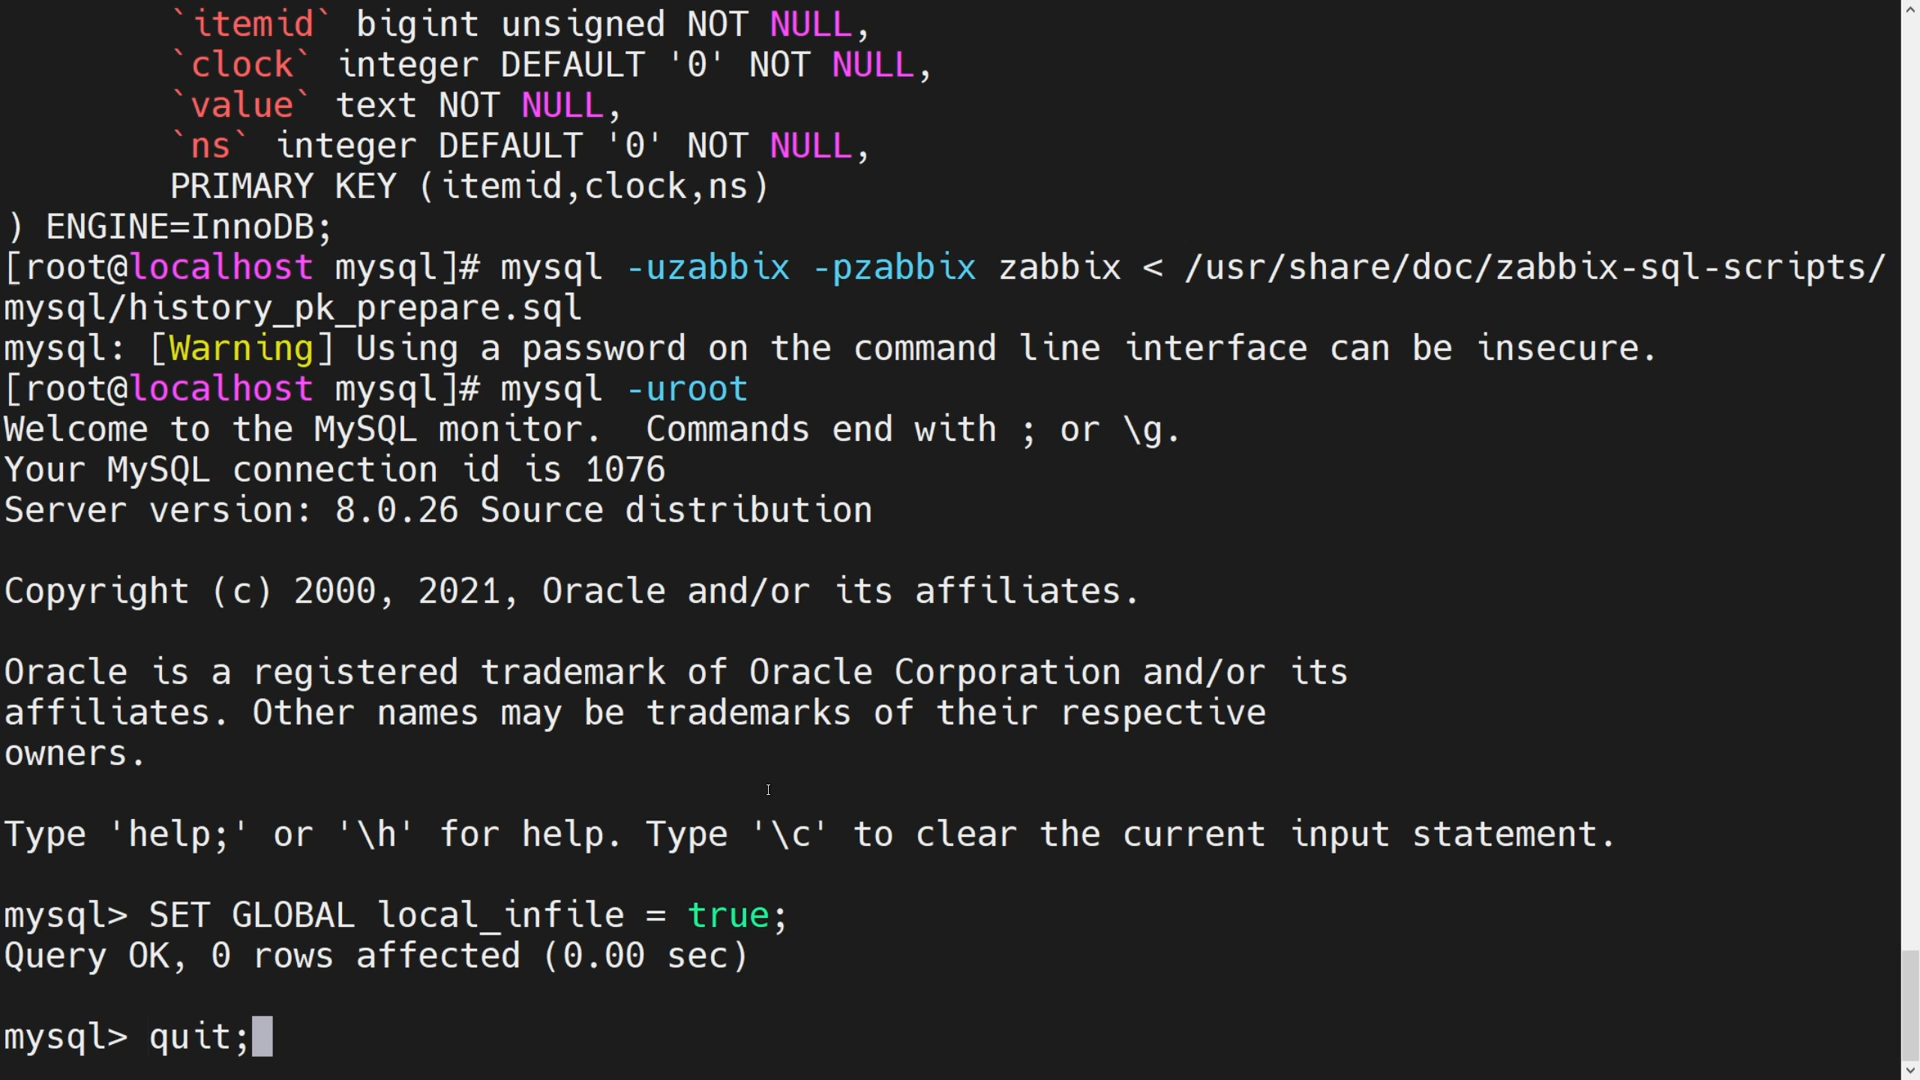 `itemid` bigint unsigned NOT NULL,
`clock` integer DEFAULT '0' NOT NULL,
`value` text NOT NULL,
`ns` integer DEFAULT '0' NOT NULL,
PRIMARY KEY (itemid,clock,ns)
) ENGINE=InnoDB;
[root@localhost mysql]# mysql -uzabbix -pzabbix zabbix < /usr/share/doc/zabbix-sql-scripts/
mysql/history_pk_prepare.sql
mysql: [Warning] Using a password on the command line interface can be insecure.
[root@localhost mysql]# mysql -uroot
Welcome to the MySQL monitor.  Commands end with ; or \g.
Your MySQL connection id is 1076
Server version: 8.0.26 Source distribution
Copyright (c) 2000, 2021, Oracle and/or its affiliates.
Oracle is a registered trademark of Oracle Corporation and/or its
affiliates. Other names may be trademarks of their respective
owners.
Type 'help;' or '\h' for help. Type '\c' to clear the current input statement.
mysql> SET GLOBAL local_infile = true;
Query OK, 0 rows affected (0.00 sec)
mysql> quit;